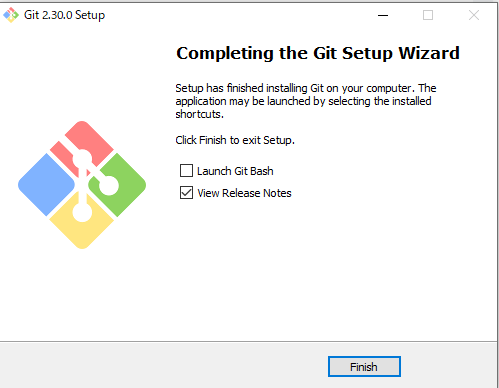 Git 2.30.0 Setup
Completing the Git Setup Wizard
Setup has finished installing Git on your computer. The
application may be launched by selecting the installed
shortcuts.
Click Finish to exit Setup.
Launch Git Bash
View Release Notes
Finish